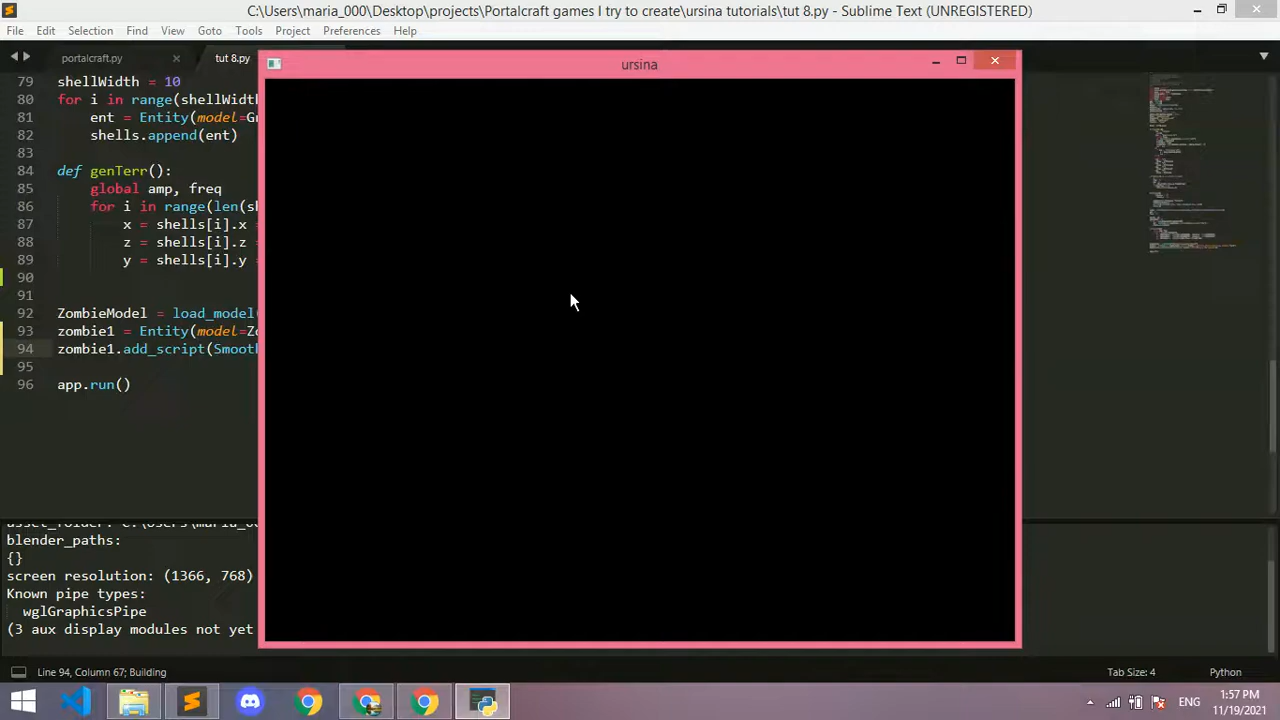 C:\Users\maria_000\Desktop\projects\Portalcraft games I try to create\ursina tutorials\tut 8.py - Sublime Text (UNREGISTERED)
File Edit Selection Find View Goto Tools Project Preferences Help
portalcraft.py tut 8.py
ursina
79 shellWidth = 10
80 for i in range(shellWidt
81 ent = Entity(model=
82 shells.append(ent)
83
84 def genTerr():
85 global amp, freq
86 for i in range(len(s
87 x = shells[i].x =
88 z = shells[i].z =
89 y = shells[i].y =
90
91
92 ZombieModel = load_model
93 zombie1 = Entity(model=Z
94 zombie1.add_script(Smoot
95
96 app.run()
asset_folder:
blender_paths:
{}
screen resolution: (1366, 768)
Known pipe types:
wglGraphicsPipe
(3 aux display modules not yet
Line 94, Column 67; Building Tab Size: 4 Python
ENG
1:57 PM
11/19/2021